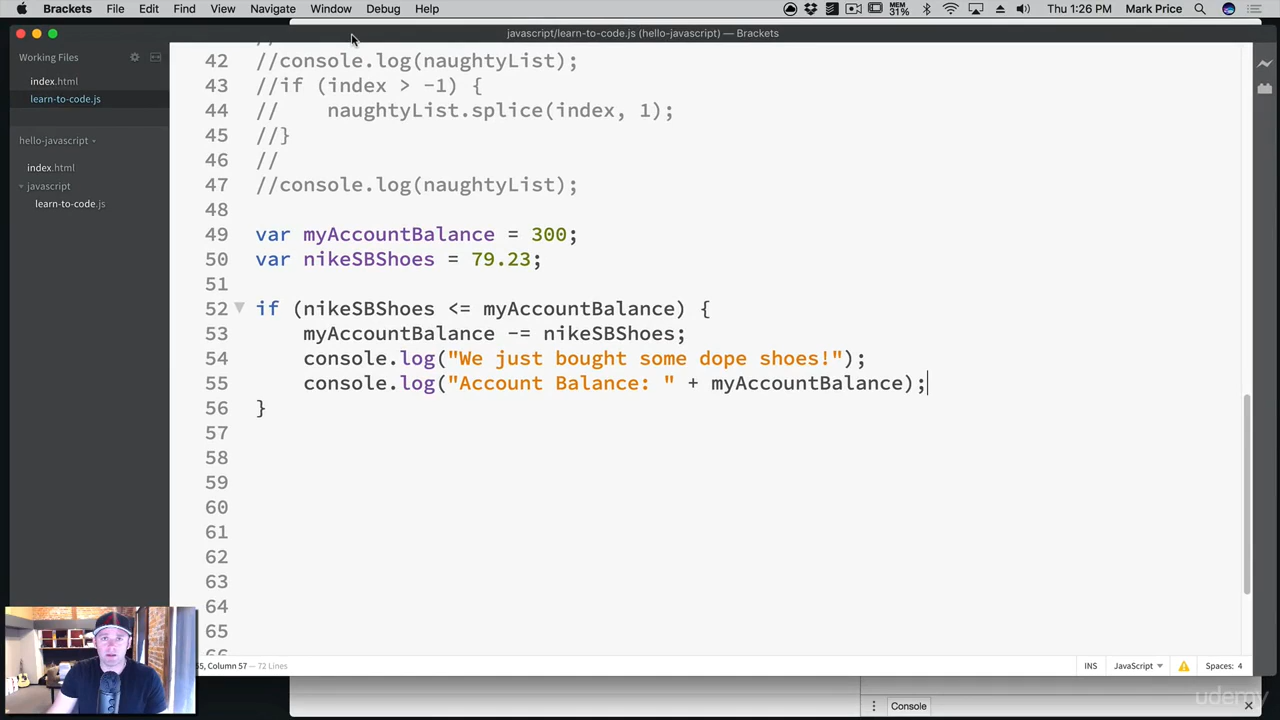 Brackets File Edit Find View Navigate Window Debug Help MEM 31% Thu 1:26 PM Mark Price
javascript/learn-to-code.js (hello-javascript) — Brackets
Working Files
index.html
learn-to-code.js
hello-javascript
index.html
javascript
learn-to-code.js
42 //console.log(naughtyList);
43 //if (index > -1) {
44 //    naughtyList.splice(index, 1);
45 //}
46 //
47 //console.log(naughtyList);
48
49 var myAccountBalance = 300;
50 var nikeSBShoes = 79.23;
51
52 if (nikeSBShoes <= myAccountBalance) {
53     myAccountBalance -= nikeSBShoes;
54     console.log("We just bought some dope shoes!");
55     console.log("Account Balance: " + myAccountBalance);
56 }
57
58
59
60
61
62
63
64
65
55, Column 57 — 72 Lines INS JavaScript Spaces: 4
Console
udemy